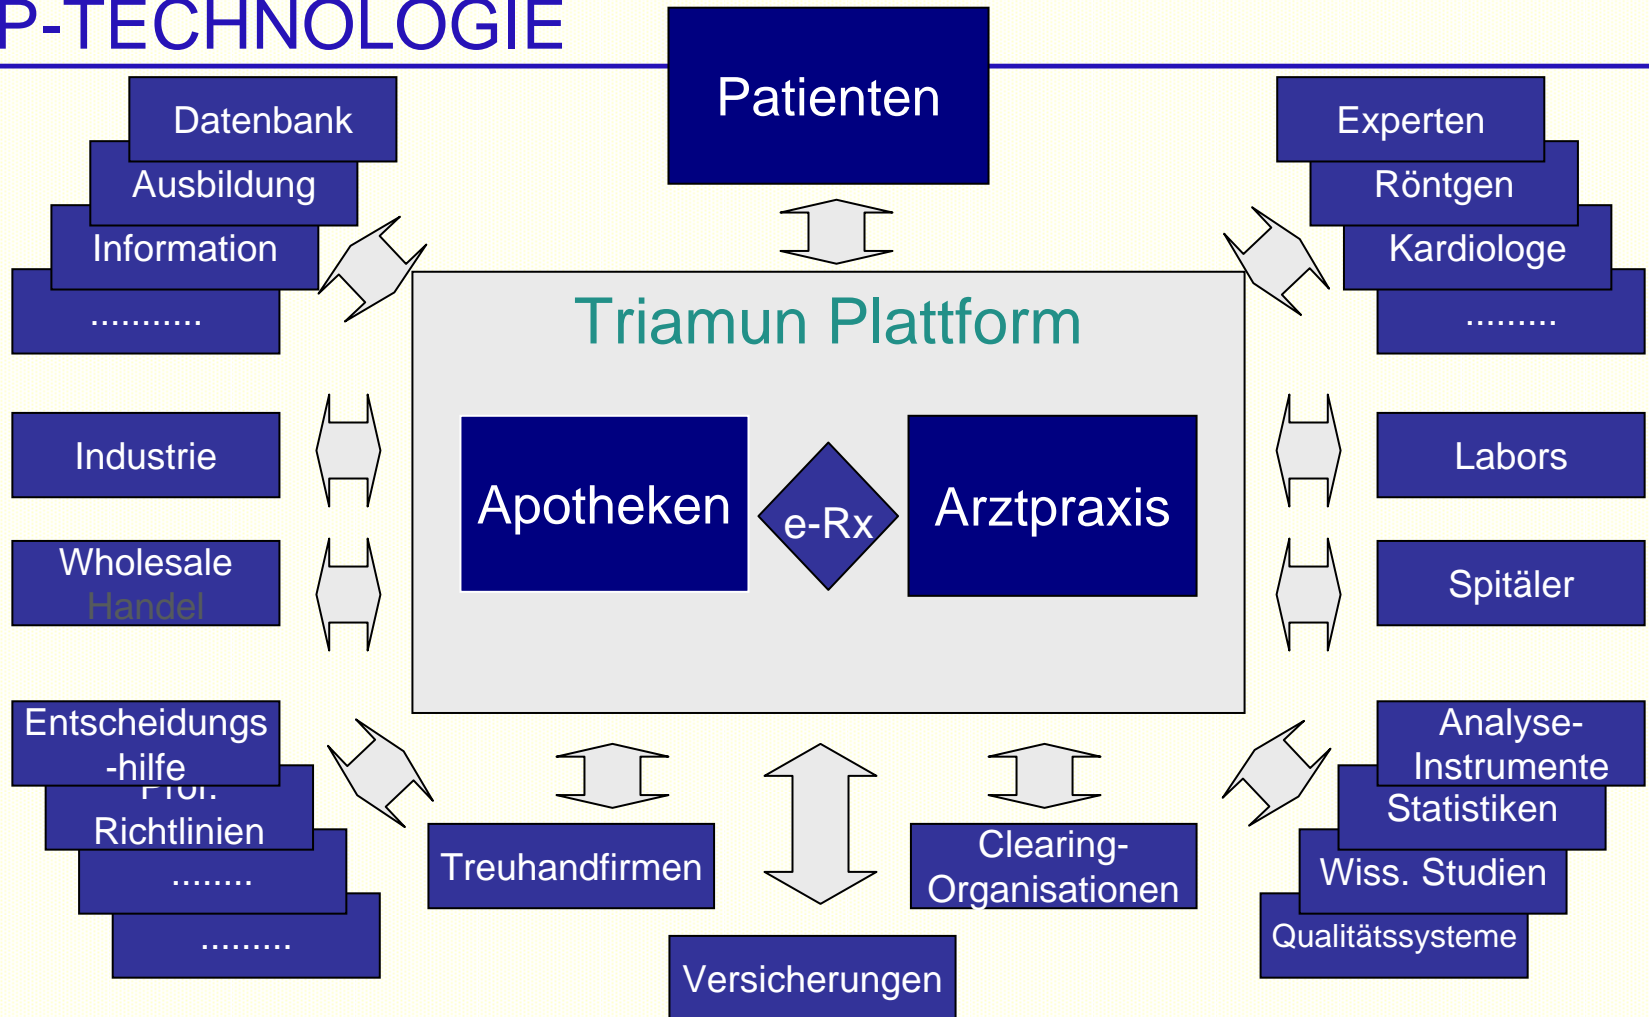 P-TECHNOLOGIE
Patienten
Datenbank
Ausbildung
Information
...........
Experten
Röntgen
Kardiologe
.........
Triamun Plattform
Apotheken
e-Rx
Arztpraxis
Industrie
Wholesale
Handel
Labors
Spitäler
Entscheidungs
-hilfe
Prof.
Richtlinien
........
.........
Treuhandfirmen
Versicherungen
Clearing-
Organisationen
Analyse-
Instrumente
Statistiken
Wiss. Studien
Qualitätssysteme